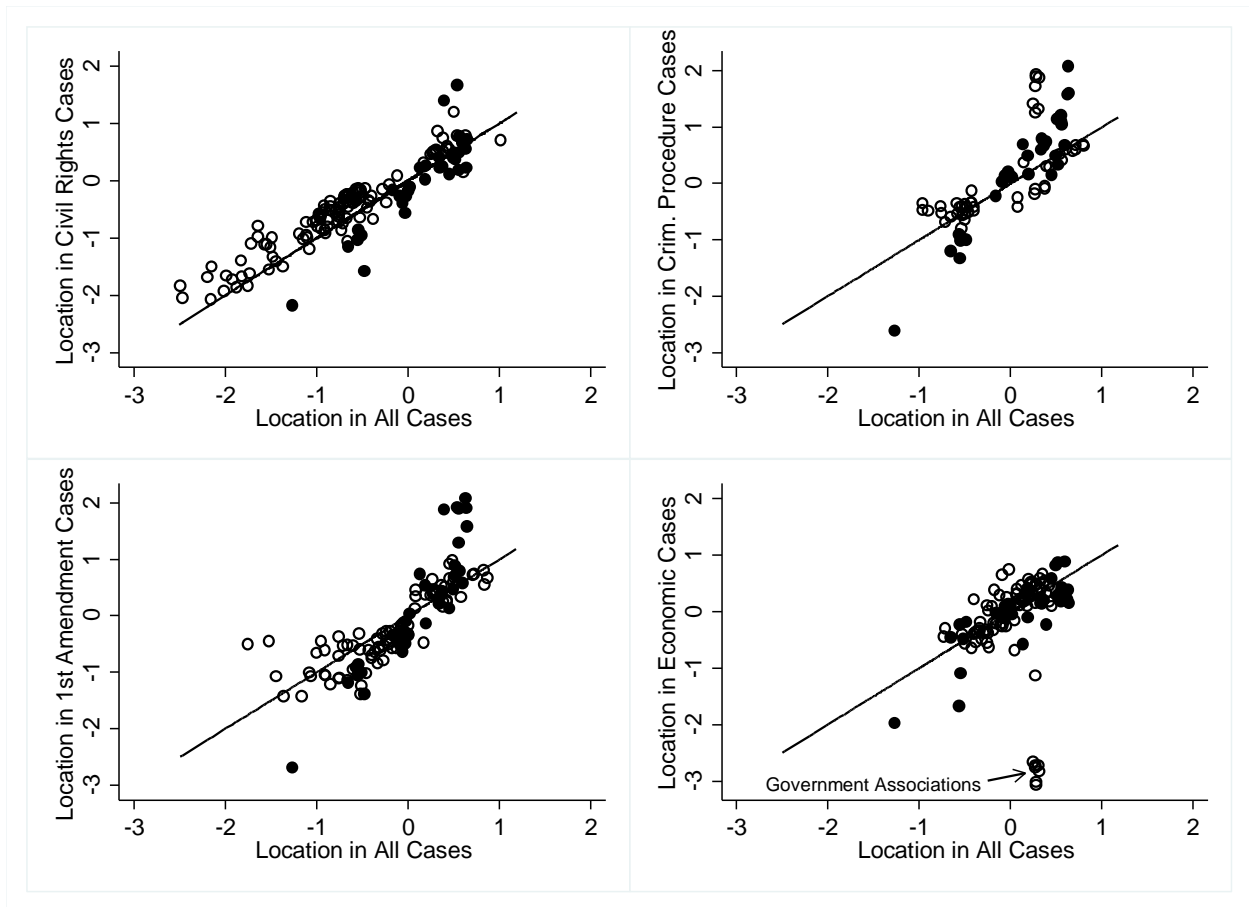 Location in Civil Rights Cases
2
1
0
-1
-2
-3
-3 -2 -1 0 1 2
Location in All Cases
Location in Crim. Procedure Cases
2
1
0
-1
-2
-3
-3 -2 -1 0 1 2
Location in All Cases
Location in 1st Amendment Cases
2
1
0
-1
-2
-3
-3 -2 -1 0 1 2
Location in All Cases
Location in Economic Cases
2
1
0
-1
-2
-3
Government Associations
-3 -2 -1 0 1 2
Location in All Cases